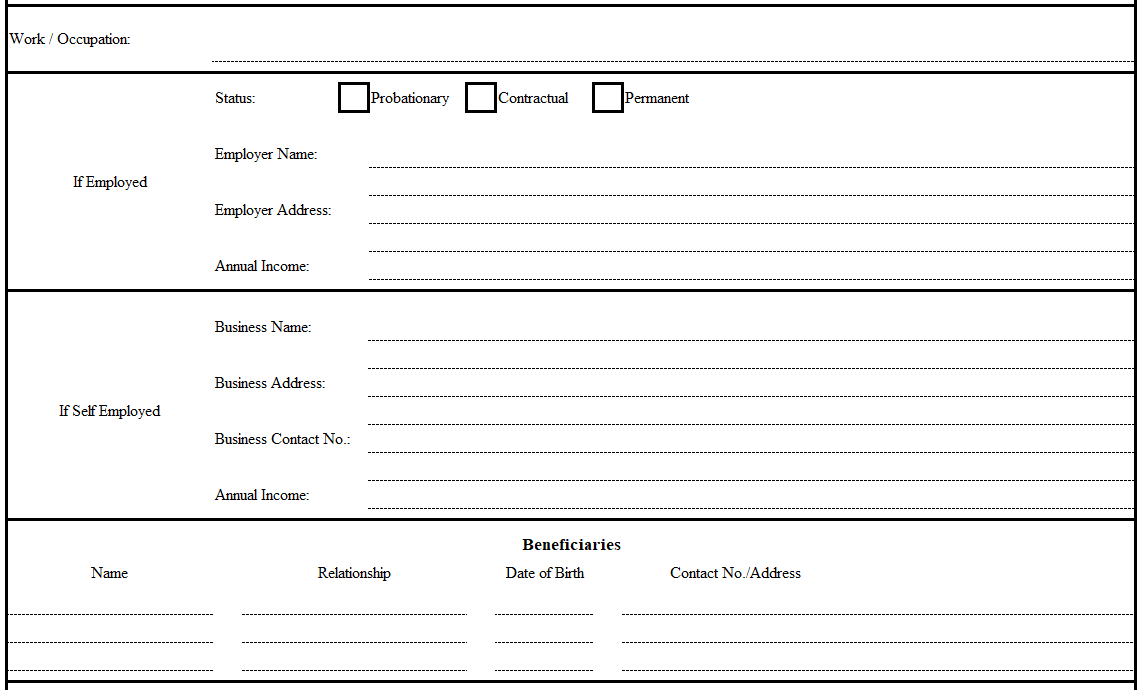 Work / Occupation:
Status: Probationary Contractual Permanent
Employer Name:
If Employed
Employer Address:
Annual Income:
Business Name:
Business Address:
If Self Employed
Business Contact No.:
Annual Income:
Beneficiaries
Name Relationship Date of Birth Contact No./Address